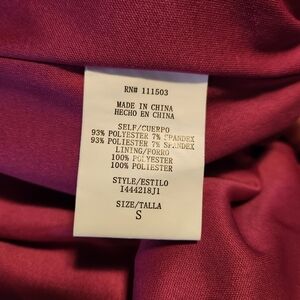 RN# 111503
MADE IN CHINA
HECHO EN CHINA
SELF/CUERPO
93% POLYESTER 7% SPANDEX
93% POLIESTER 7% SPANDEX
LINING/FORRO
100% POLYESTER
100% POLIESTER
STYLE/ESTILO
I444218J1
SIZE/TALLA
S